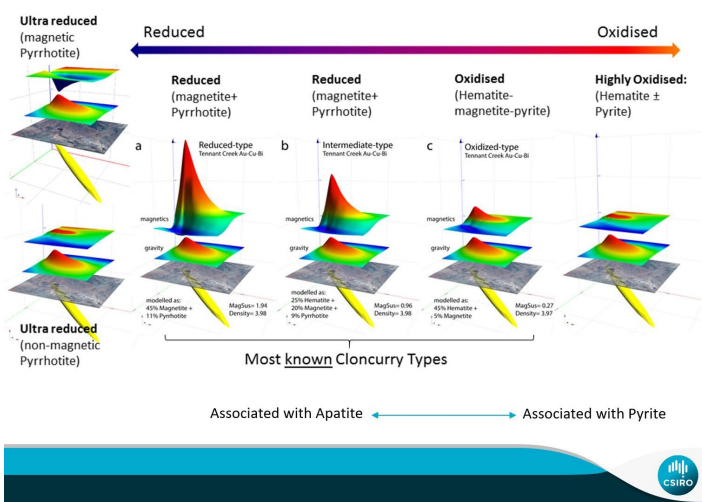 Ultra reduced
(magnetic
Pyrrhotite)
Reduced
Oxidised
Reduced
(magnetite+
Pyrrhotite)
Reduced
(magnetite+
Pyrrhotite)
Oxidised
(Hematite-
magnetite-pyrite)
Highly Oxidised:
(Hematite ±
Pyrite)
a
Reduced-type
Tennant Creek Au-Cu-Bi
b
Intermediate-type
Tennant Creek Au-Cu-Bi
c
Oxidized-type
Tennant Creek Au-Cu-Bi
magnetics
gravity
magnetics
gravity
magnetics
gravity
modelled as:
45% Magnetite +
11% Pyrrhotite
MagSus= 1.94
Density= 3.98
modelled as:
25% Hematite +
20% Magnetite +
9% Pyrrhotite
MagSus= 0.96
Density= 3.98
modelled as:
45% Hematite +
5% Magnetite
MagSus= 0.27
Density= 3.97
Ultra reduced
(non-magnetic
Pyrrhotite)
Most known Cloncurry Types
Associated with Apatite
Associated with Pyrite
CSIRO